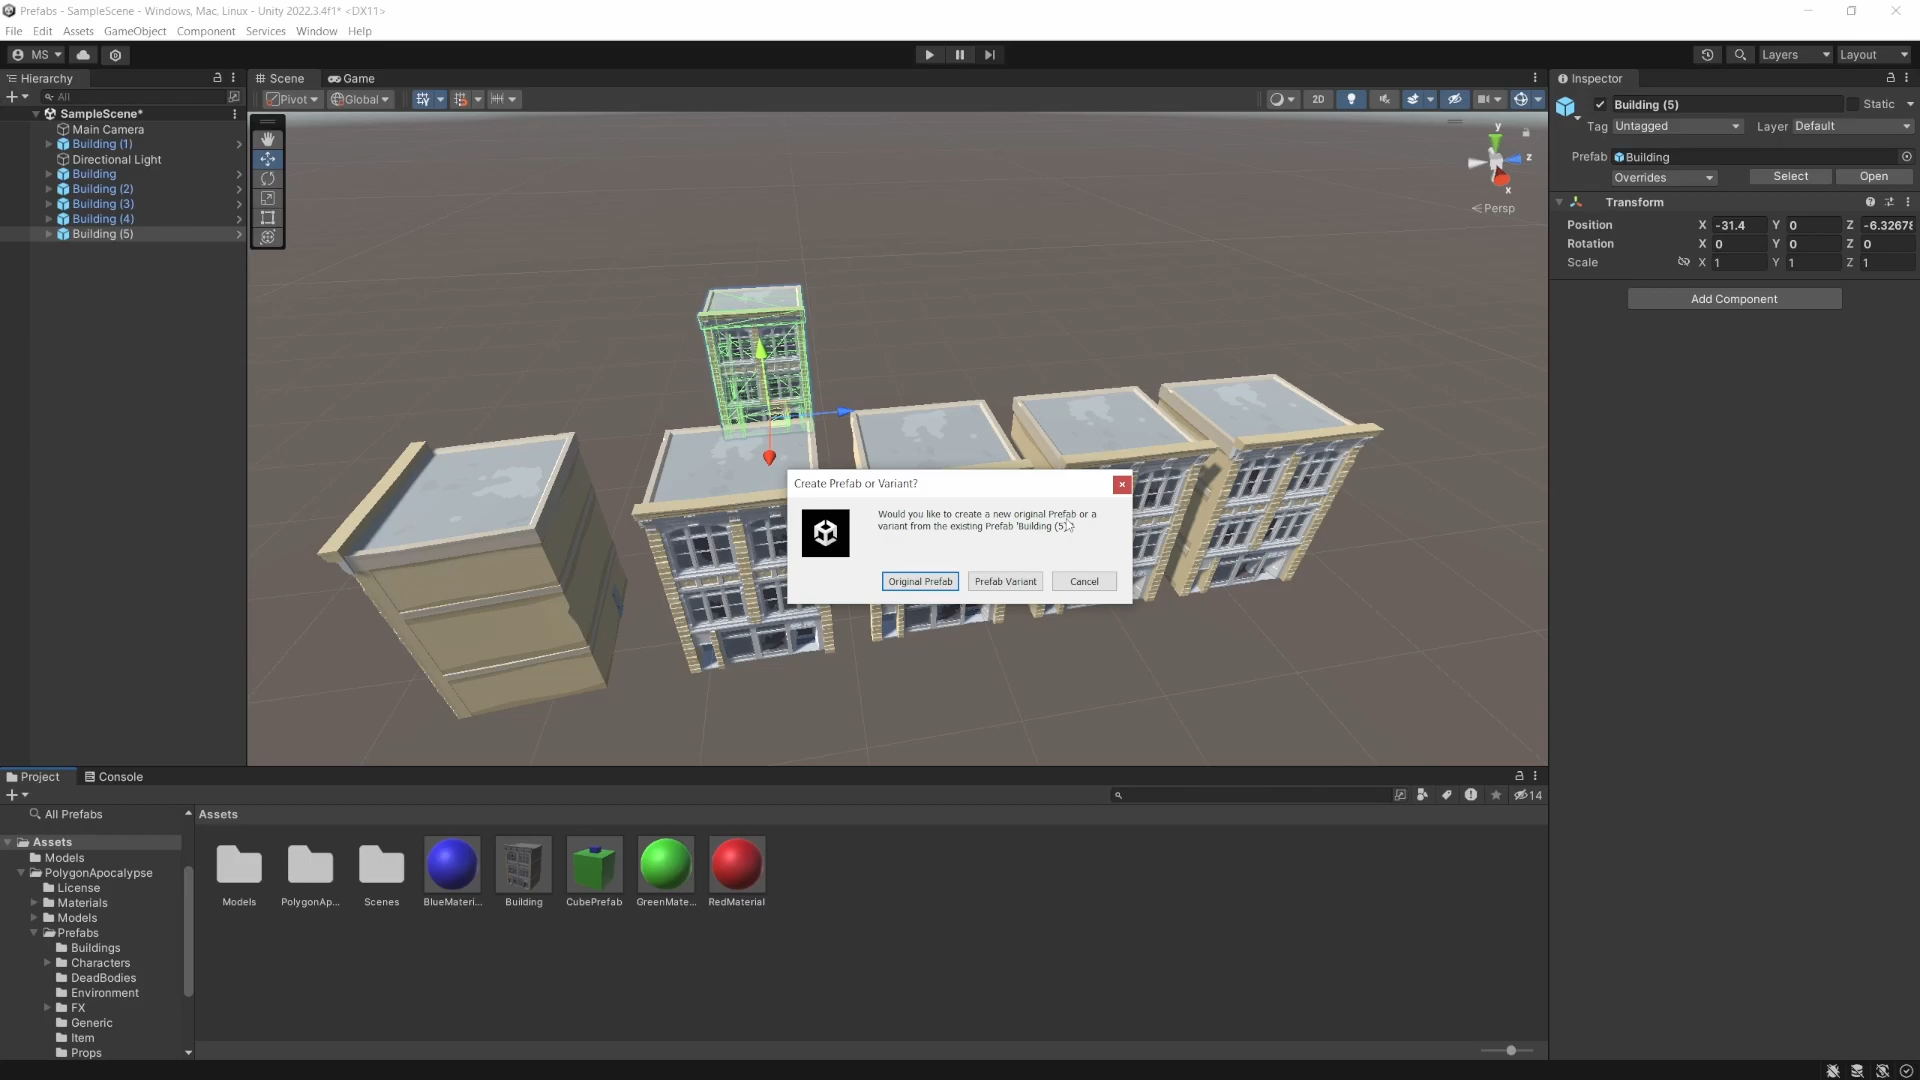 Prefabs - SampleScene - Windows, Mac, Linux - Unity 2022.3.4f1* <DX11>
File Edit Assets GameObject Component Services Window Help
MS
Layers
Layout
Hierarchy
All
SampleScene*
Main Camera
Building (1)
Directional Light
Building
Building (2)
Building (3)
Building (4)
Building (5)
Scene
Game
Pivot
Global
2D
y
z
x
Persp
Create Prefab or Variant?
Would you like to create a new original Prefab or a
variant from the existing Prefab 'Building (5)
Original Prefab
Prefab Variant
Cancel
Inspector
Building (5)
Static
Tag Untagged
Layer Default
Prefab Building
Overrides
Select
Open
Transform
Position X -31.4 Y 0 Z -6.32678
Rotation X 0 Y 0 Z 0
Scale X 1 Y 1 Z 1
Add Component
Project
Console
14
All Prefabs
Assets
Models
PolygonApocalypse
License
Materials
Models
Prefabs
Buildings
Characters
DeadBodies
Environment
FX
Generic
Item
Props
Assets
Models
PolygonAp...
Scenes
BlueMateri...
Building
CubePrefab
GreenMate...
RedMaterial